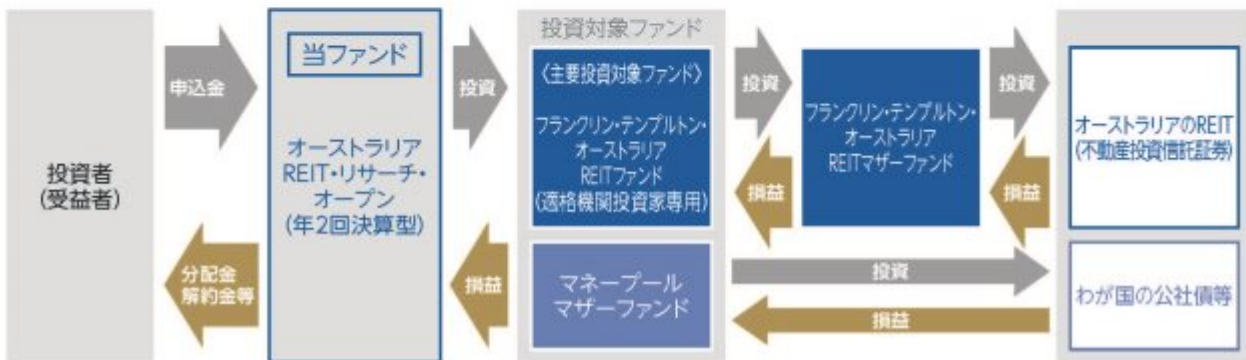 投資者
(受益者)
申込金
分配金
解約金等
当ファンド
オーストラリア
REIT・リサーチ・
オープン
(年2回決算型)
投資
損益
投資対象ファンド
〈主要投資対象ファンド〉
フランクリン・テンプルトン・
オーストラリア
REITファンド
(適格機関投資家専用)
マネープール
マザーファンド
投資
損益
フランクリン・テンプルトン・
オーストラリア
REITマザーファンド
投資
損益
投資
損益
オーストラリアのREIT
(不動産投資信託証券)
わが国の公社債等